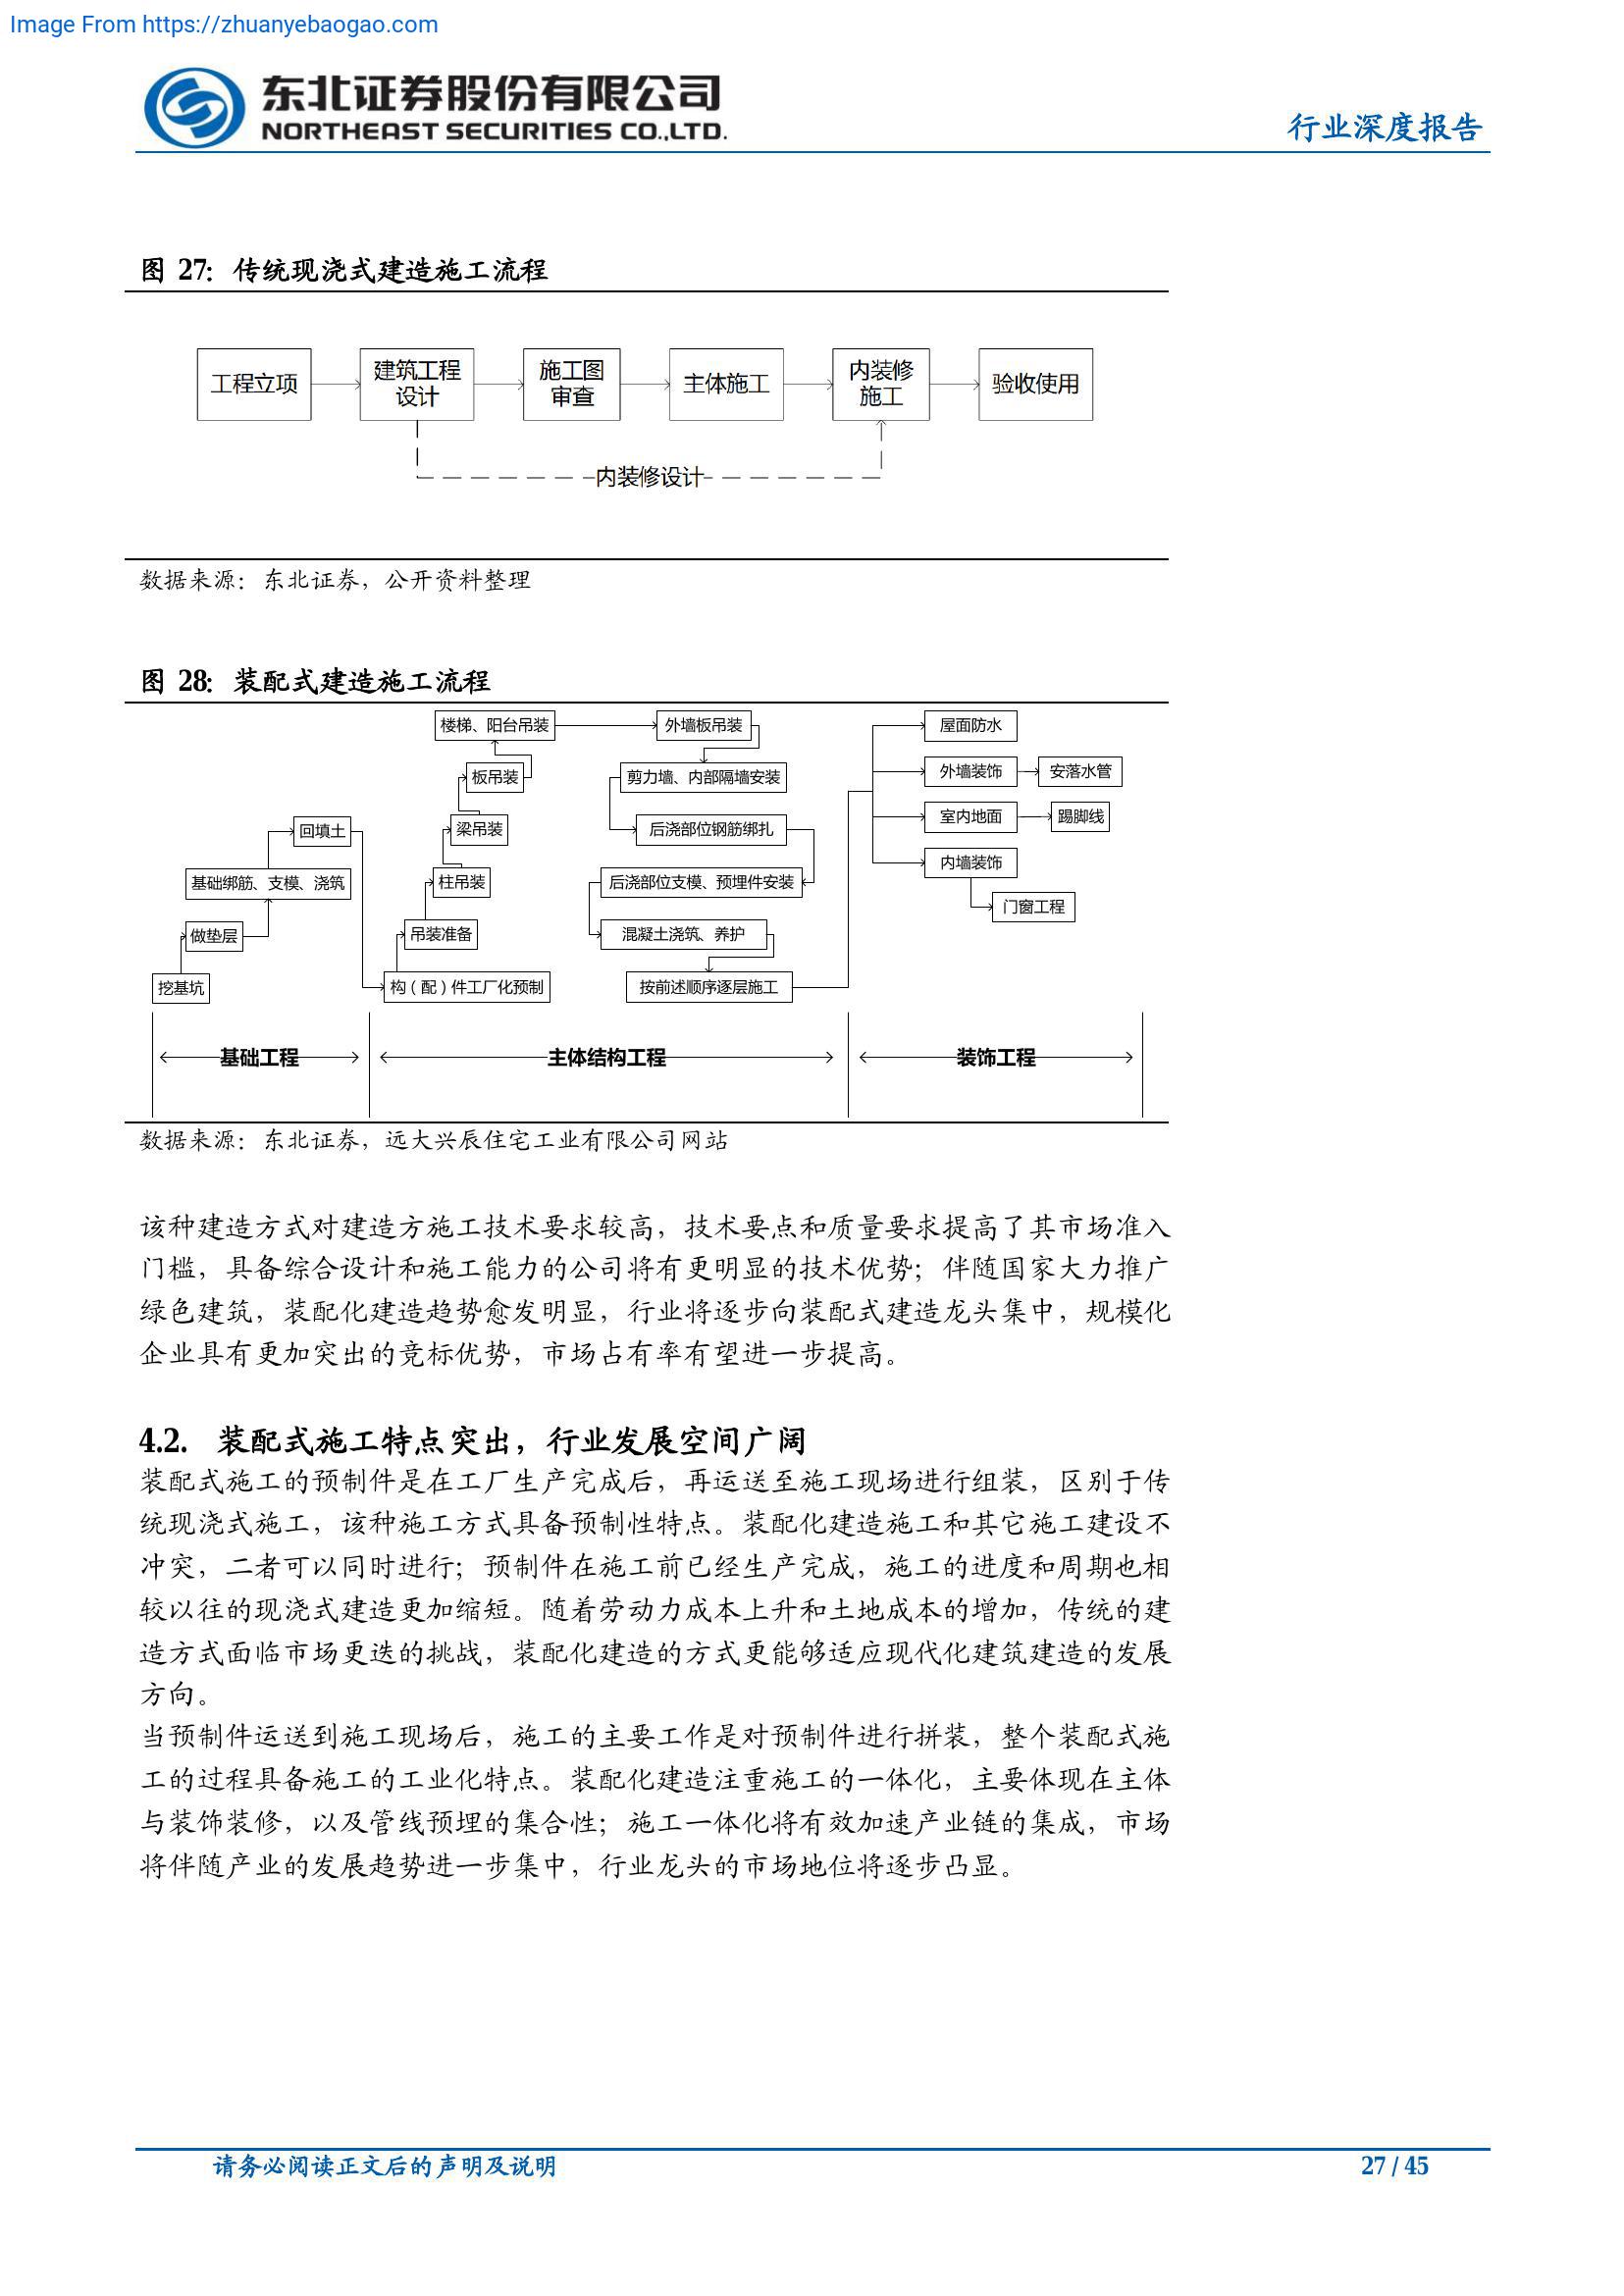 Image From https://zhuanyebaogao.com
东北证券股份有限公司
NORTHEAST SECURITIES CO.,LTD.
行业深度报告
图 27：传统现浇式建造施工流程
工程立项
建筑工程
设计
施工图
审查
主体施工
内装修
施工
验收使用
内装修设计
数据来源：东北证券，公开资料整理
图 28：装配式建造施工流程
挖基坑
做垫层
基础绑筋、支模、浇筑
回填土
构（配）件工厂化预制
吊装准备
柱吊装
梁吊装
板吊装
楼梯、阳台吊装
外墙板吊装
剪力墙、内部隔墙安装
后浇部位钢筋绑扎
后浇部位支模、预埋件安装
混凝土浇筑、养护
按前述顺序逐层施工
屋面防水
外墙装饰
安落水管
室内地面
踢脚线
内墙装饰
门窗工程
基础工程
主体结构工程
装饰工程
数据来源：东北证券，远大兴辰住宅工业有限公司网站
该种建造方式对建造方施工技术要求较高，技术要点和质量要求提高了其市场准入
门槛，具备综合设计和施工能力的公司将有更明显的技术优势；伴随国家大力推广
绿色建筑，装配化建造趋势愈发明显，行业将逐步向装配式建造龙头集中，规模化
企业具有更加突出的竞标优势，市场占有率有望进一步提高。
4.2. 装配式施工特点突出，行业发展空间广阔
装配式施工的预制件是在工厂生产完成后，再运送至施工现场进行组装，区别于传
统现浇式施工，该种施工方式具备预制性特点。装配化建造施工和其它施工建设不
冲突，二者可以同时进行；预制件在施工前已经生产完成，施工的进度和周期也相
较以往的现浇式建造更加缩短。随着劳动力成本上升和土地成本的增加，传统的建
造方式面临市场更迭的挑战，装配化建造的方式更能够适应现代化建筑建造的发展
方向。
当预制件运送到施工现场后，施工的主要工作是对预制件进行拼装，整个装配式施
工的过程具备施工的工业化特点。装配化建造注重施工的一体化，主要体现在主体
与装饰装修，以及管线预埋的集合性；施工一体化将有效加速产业链的集成，市场
将伴随产业的发展趋势进一步集中，行业龙头的市场地位将逐步凸显。
请务必阅读正文后的声明及说明
27 / 45